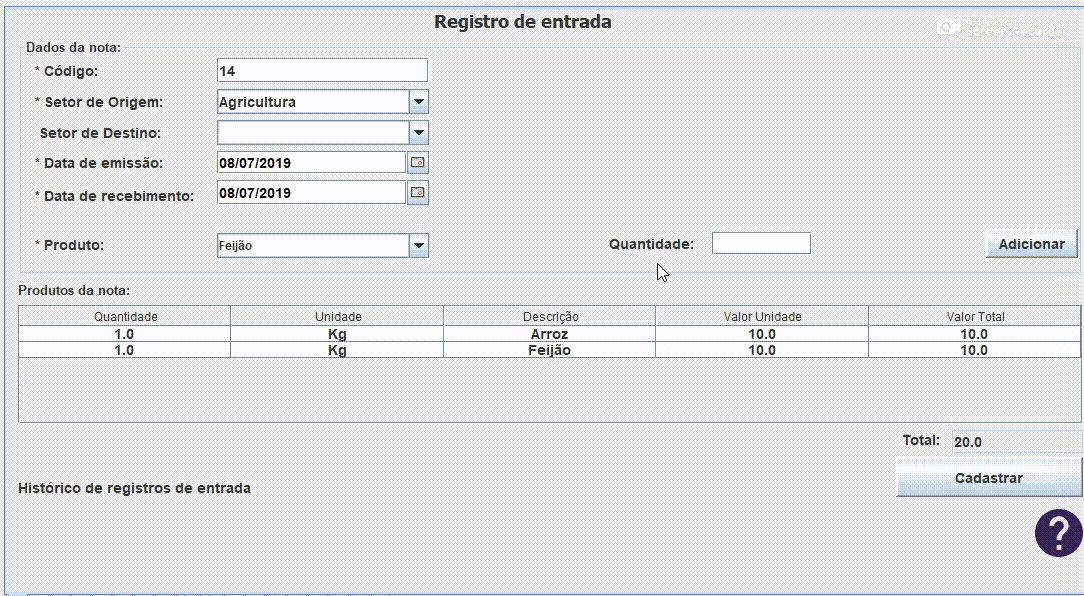 Registro de entrada
Screen Recorder
Dados da nota:
* Código: 14
* Setor de Origem: Agricultura
Setor de Destino:
* Data de emissão: 08/07/2019
* Data de recebimento: 08/07/2019
* Produto: Feijão Quantidade: Adicionar
Produtos da nota:
Quantidade Unidade Descrição Valor Unidade Valor Total
1.0 Kg Arroz 10.0 10.0
1.0 Kg Feijão 10.0 10.0
Total: 20.0
Cadastrar
Histórico de registros de entrada
?